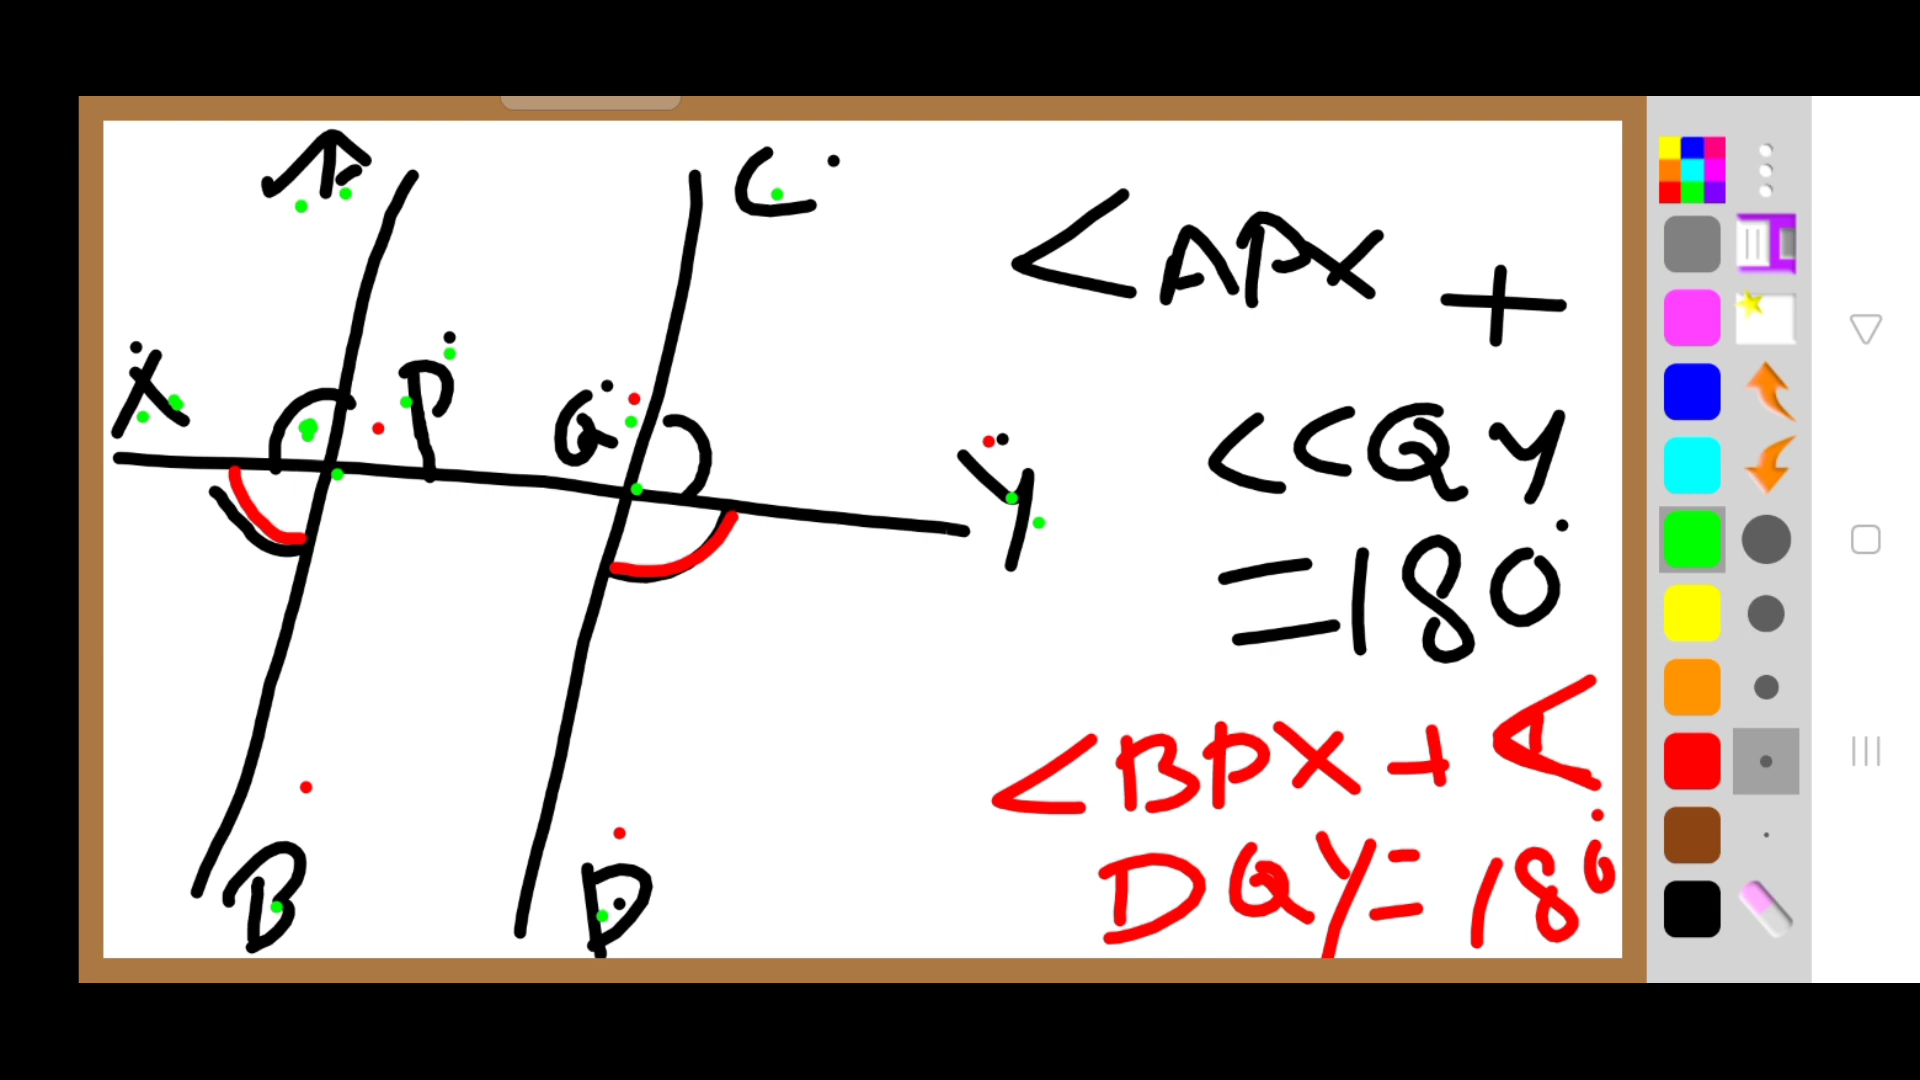 A
C
X
P
Q
Y
B
D
<APX +
<CQY
=180
<BPX + <
DQY = 180